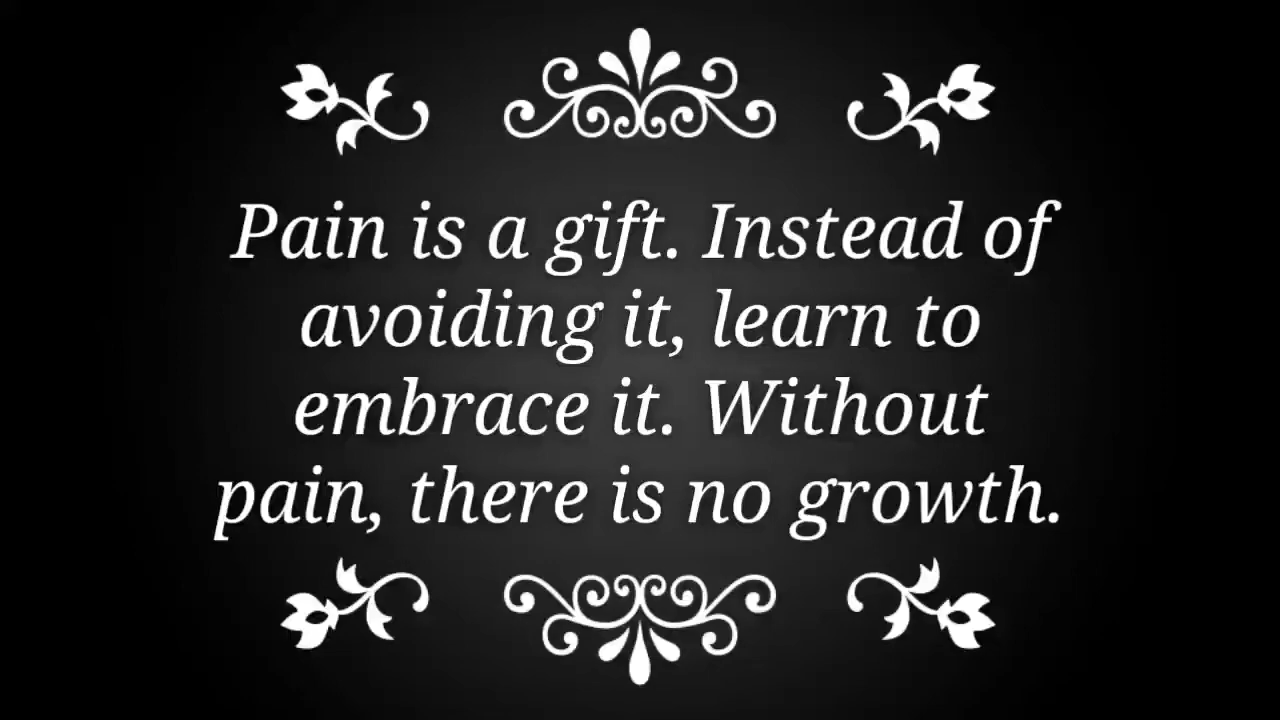 Pain is a gift. Instead of
avoiding it, learn to
embrace it. Without
pain, there is no growth.